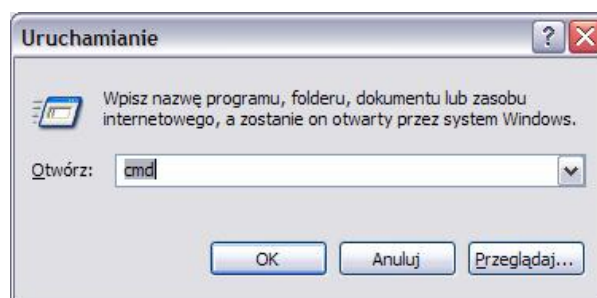 Uruchamianie
Wpisz nazwę programu, folderu, dokumentu lub zasobu
internetowego, a zostanie on otwarty przez system Windows.
Otwórz: cmd
OK Anuluj Przeglądaj...